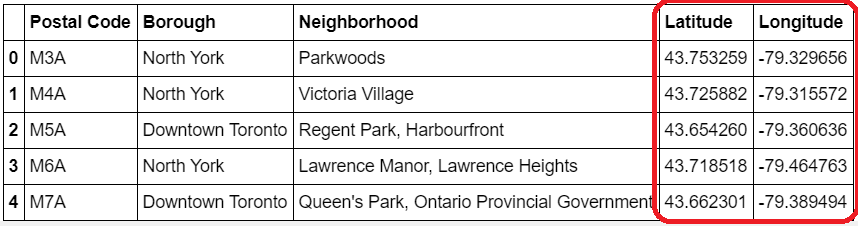 Postal Code Borough Neighborhood Latitude Longitude
0 M3A North York Parkwoods 43.753259 -79.329656
1 M4A North York Victoria Village 43.725882 -79.315572
2 M5A Downtown Toronto Regent Park, Harbourfront 43.654260 -79.360636
3 M6A North York Lawrence Manor, Lawrence Heights 43.718518 -79.464763
4 M7A Downtown Toronto Queen's Park, Ontario Provincial Government 43.662301 -79.389494